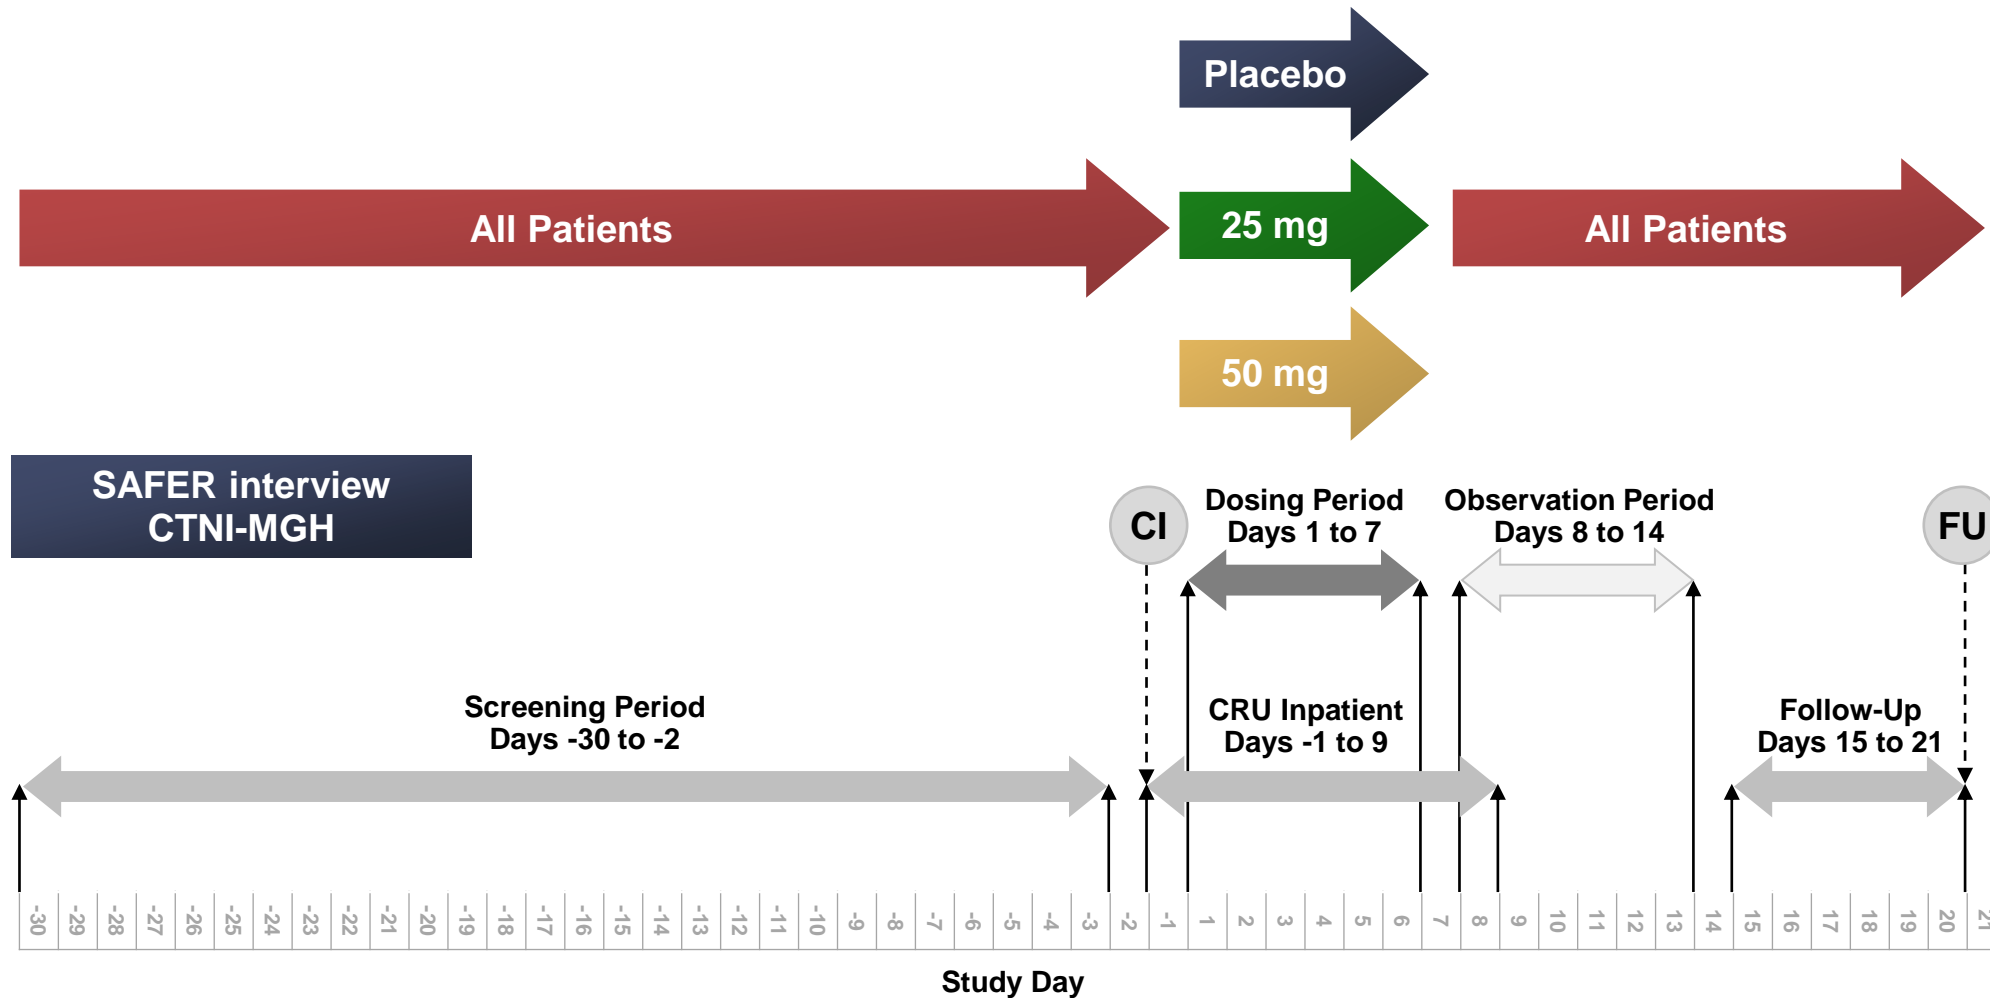 Placebo
All Patients
25 mg
All Patients
50 mg
SAFER interview
CTNI-MGH
CI
Dosing Period
Days 1 to 7
Observation Period
Days 8 to 14
FU
Screening Period
Days -30 to -2
CRU Inpatient
Days -1 to 9
Follow-Up
Days 15 to 21
-30 -29 -28 -27 -26 -25 -24 -23 -22 -21 -20 -19 -18 -17 -16 -15 -14 -13 -12 -11 -10 -9 -8 -7 -6 -5 -4 -3 -2 -1 1 2 3 4 5 6 7 8 9 10 11 12 13 14 15 16 17 18 19 20 21
Study Day